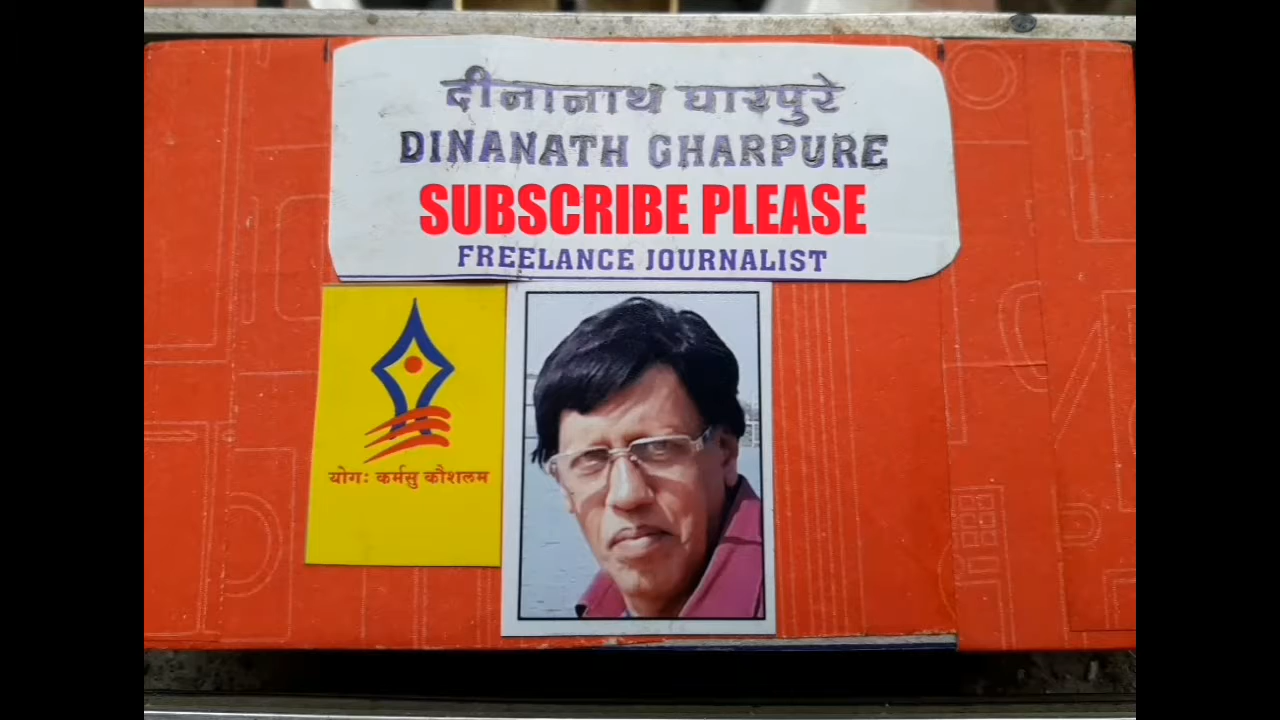 दीनानाथ घारपुरे
DINANATH GHARPURE
SUBSCRIBE PLEASE
FREELANCE JOURNALIST
योगः कर्मसु कौशलम